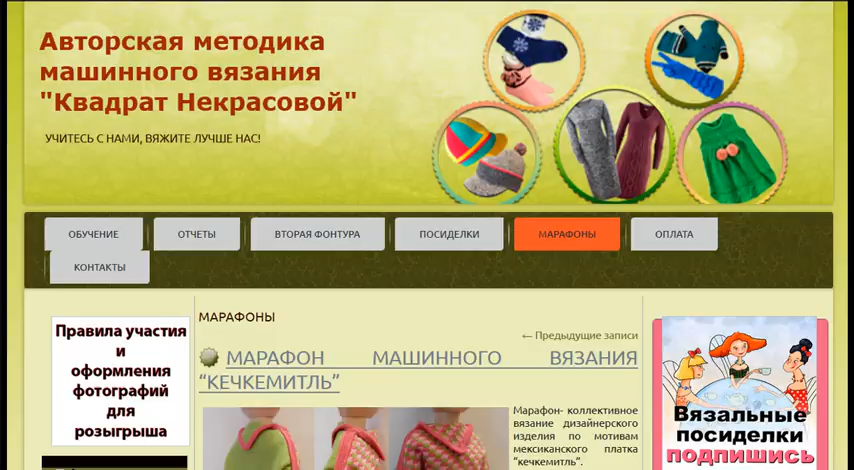 Авторская методика
машинного вязания
"Квадрат Некрасовой"
УЧИТЕСЬ С НАМИ, ВЯЖИТЕ ЛУЧШЕ НАС!
ОБУЧЕНИЕ
ОТЧЕТЫ
ВТОРАЯ ФОНТУРА
ПОСИДЕЛКИ
МАРАФОНЫ
ОПЛАТА
КОНТАКТЫ
Правила участия
и
оформления
фотографий
для
розыгрыша
МАРАФОНЫ
← Предыдущие записи
МАРАФОН МАШИННОГО ВЯЗАНИЯ
“КЕЧКЕМИТЛЬ”
Марафон- коллективное
вязание дизайнерского
изделия по мотивам
мексиканского платка
“кечкемитль”.
Вязальные
посиделки
подпишись